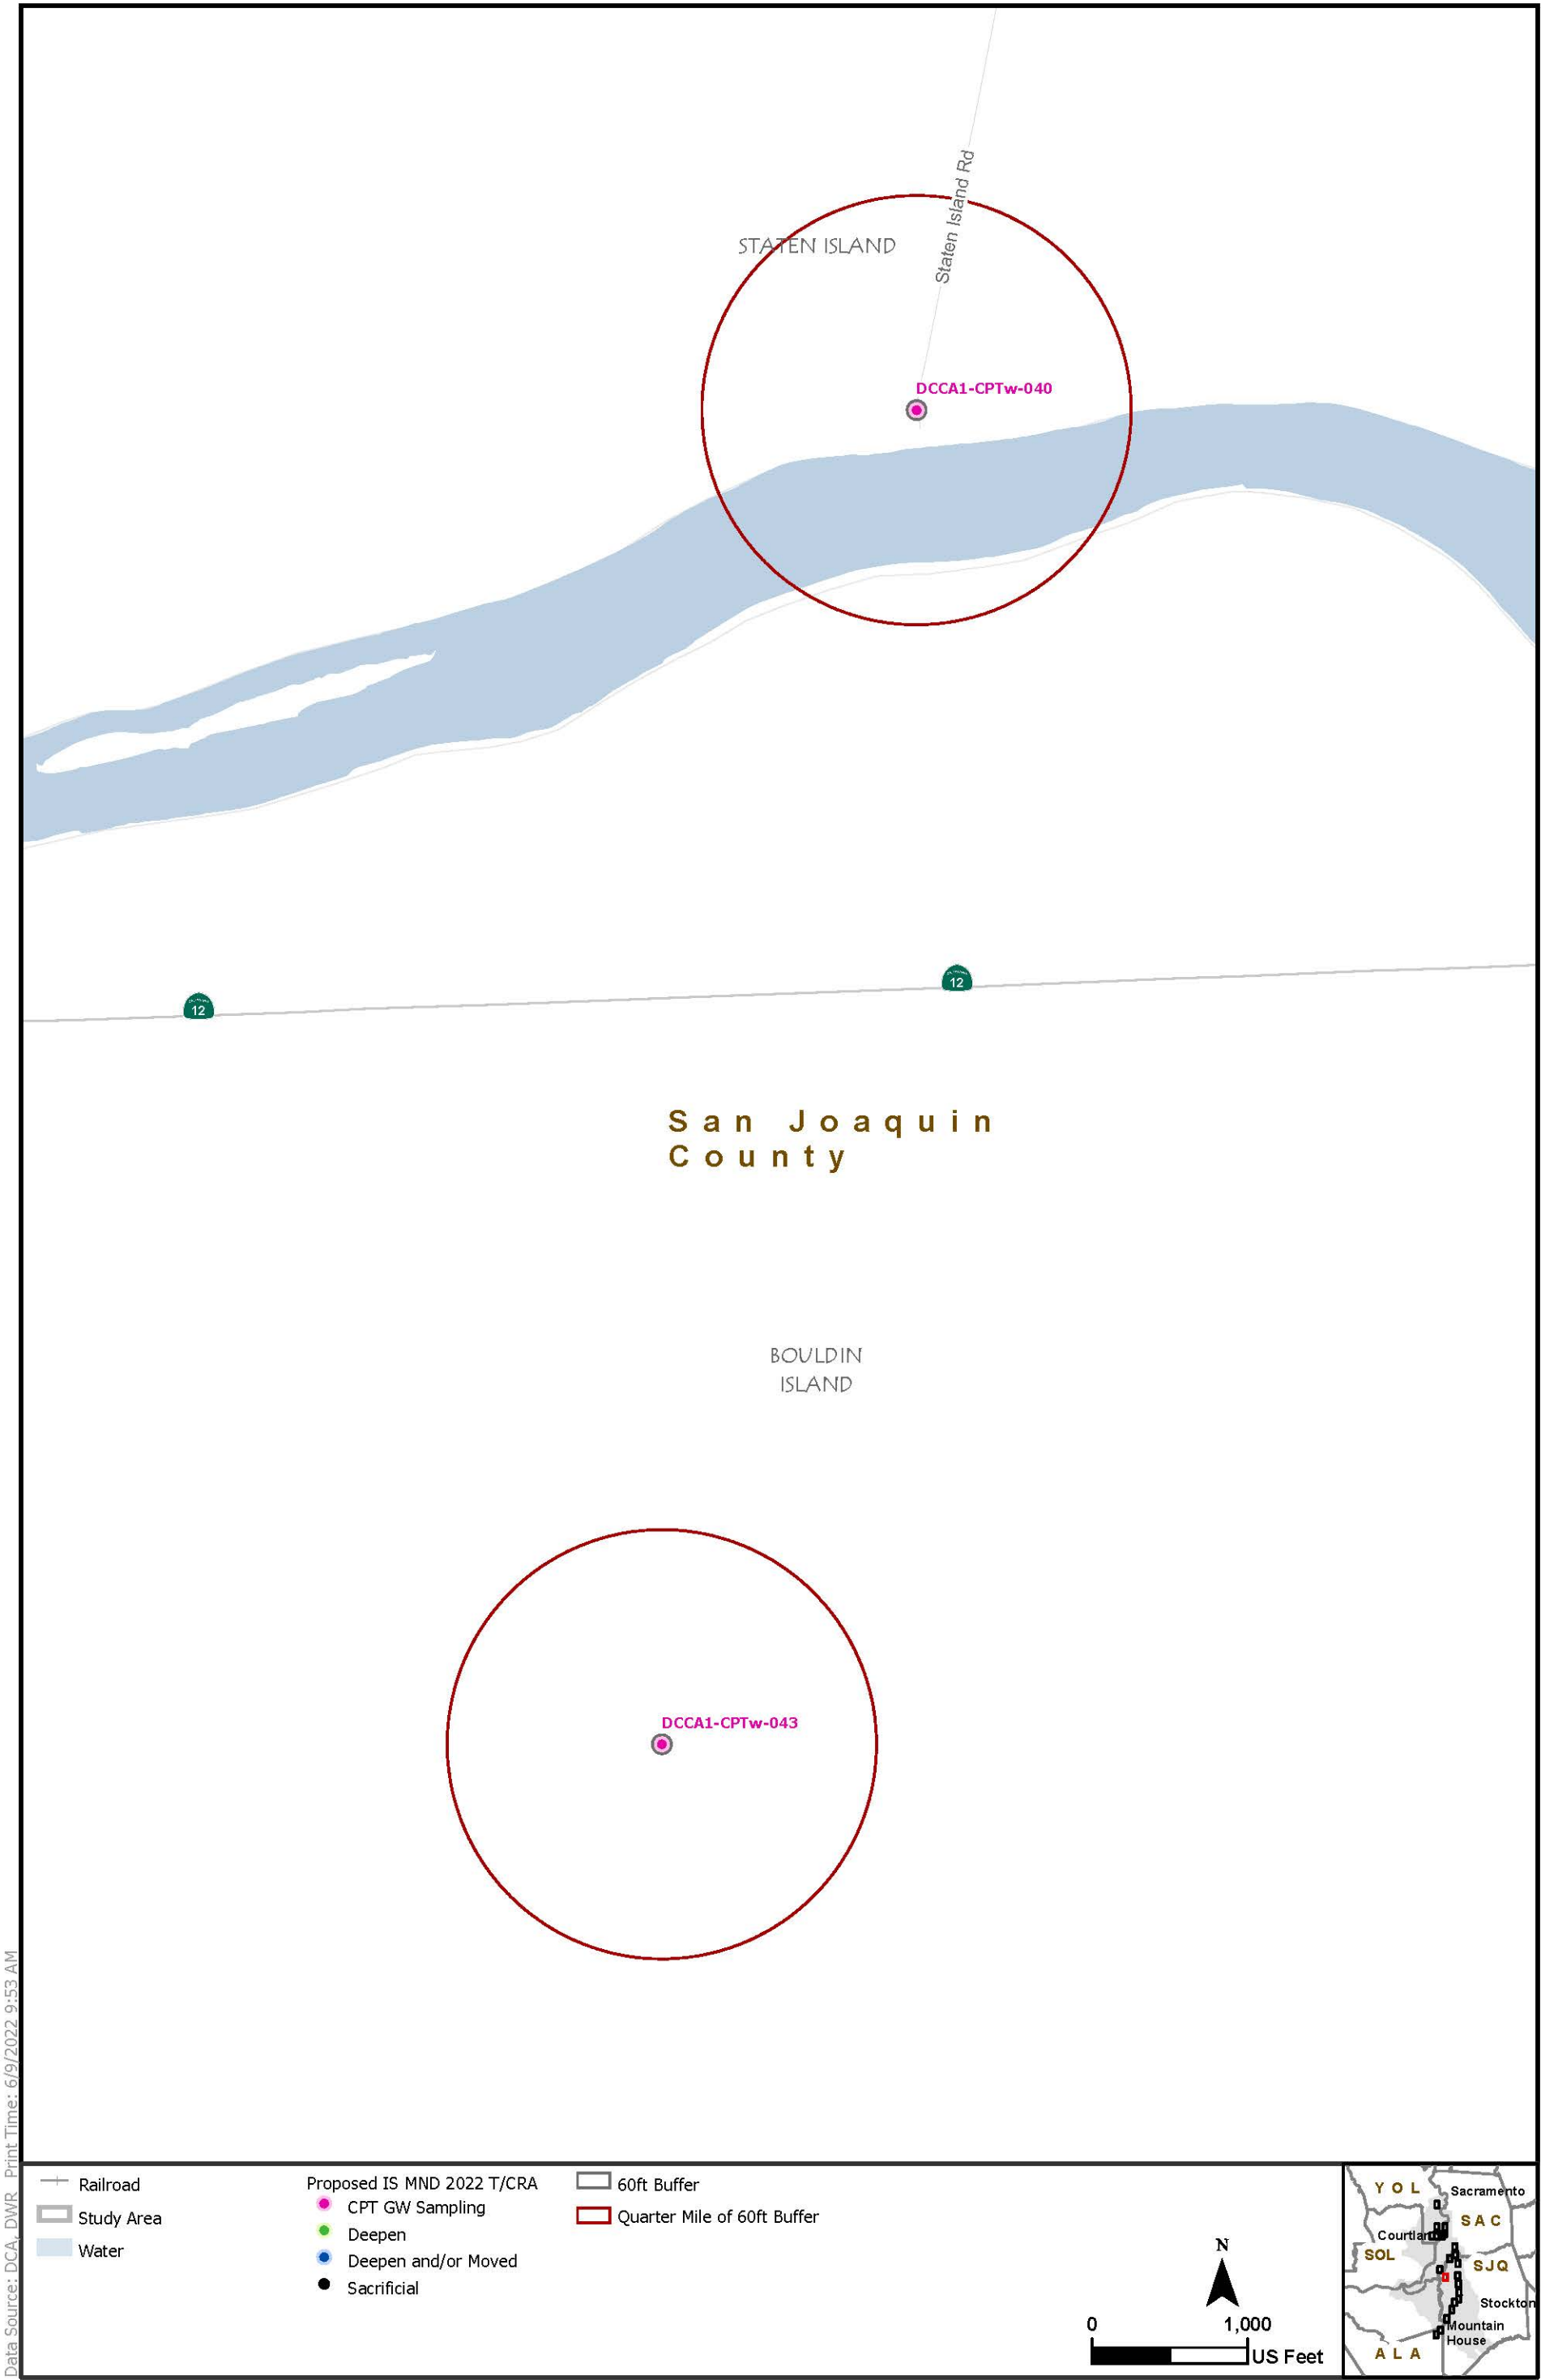 Staten Island Rd
STATEN ISLAND
DCCA1-CPTw-040
12
12
San Joaquin
County
BOULDIN
ISLAND
DCCA1-CPTw-043
Data Source: DCA, DWR Print Time: 6/9/2022 9:53 AM
Railroad
Study Area
Water
Proposed IS MND 2022 T/CRA
CPT GW Sampling
Deepen
Deepen and/or Moved
Sacrificial
60ft Buffer
Quarter Mile of 60ft Buffer
N
0 1,000
US Feet
YOL
Sacramento
SAC
SOL
SJQ
Stockton
Mountain
House
ALA